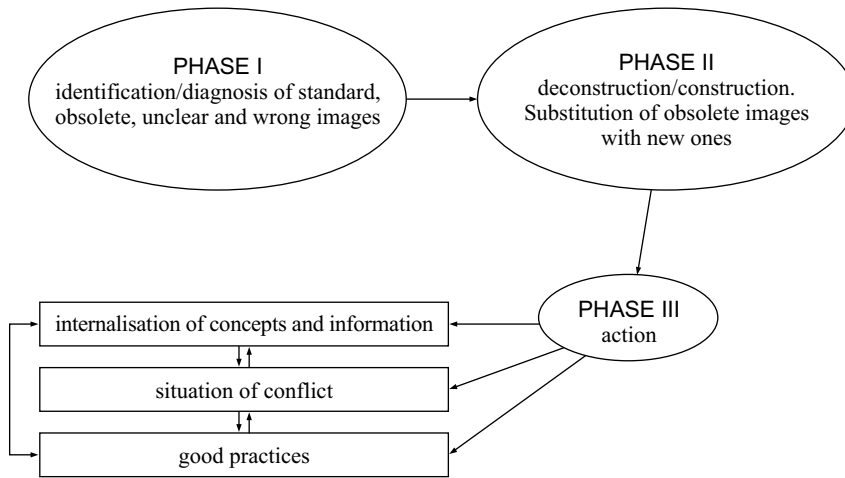 PHASE I
identification/diagnosis of standard,
obsolete, unclear and wrong images
PHASE II
deconstruction/construction.
Substitution of obsolete images
with new ones
PHASE III
action
internalisation of concepts and information
situation of conflict
good practices